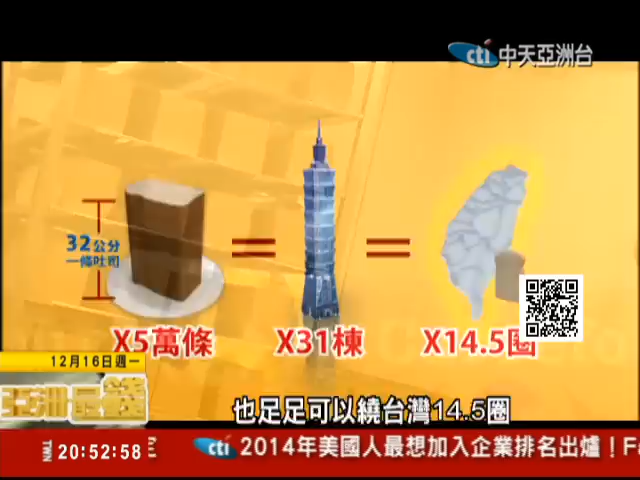 cti 中天亞洲台
32公分
一條吐司
X5萬條
X31棟
X14.5圈
12月16日週一
亞洲最錢
也足足可以繞台灣14.5圈
TWN 20:52:58
cti 2014年美國人最想加入企業排名出爐！Fa